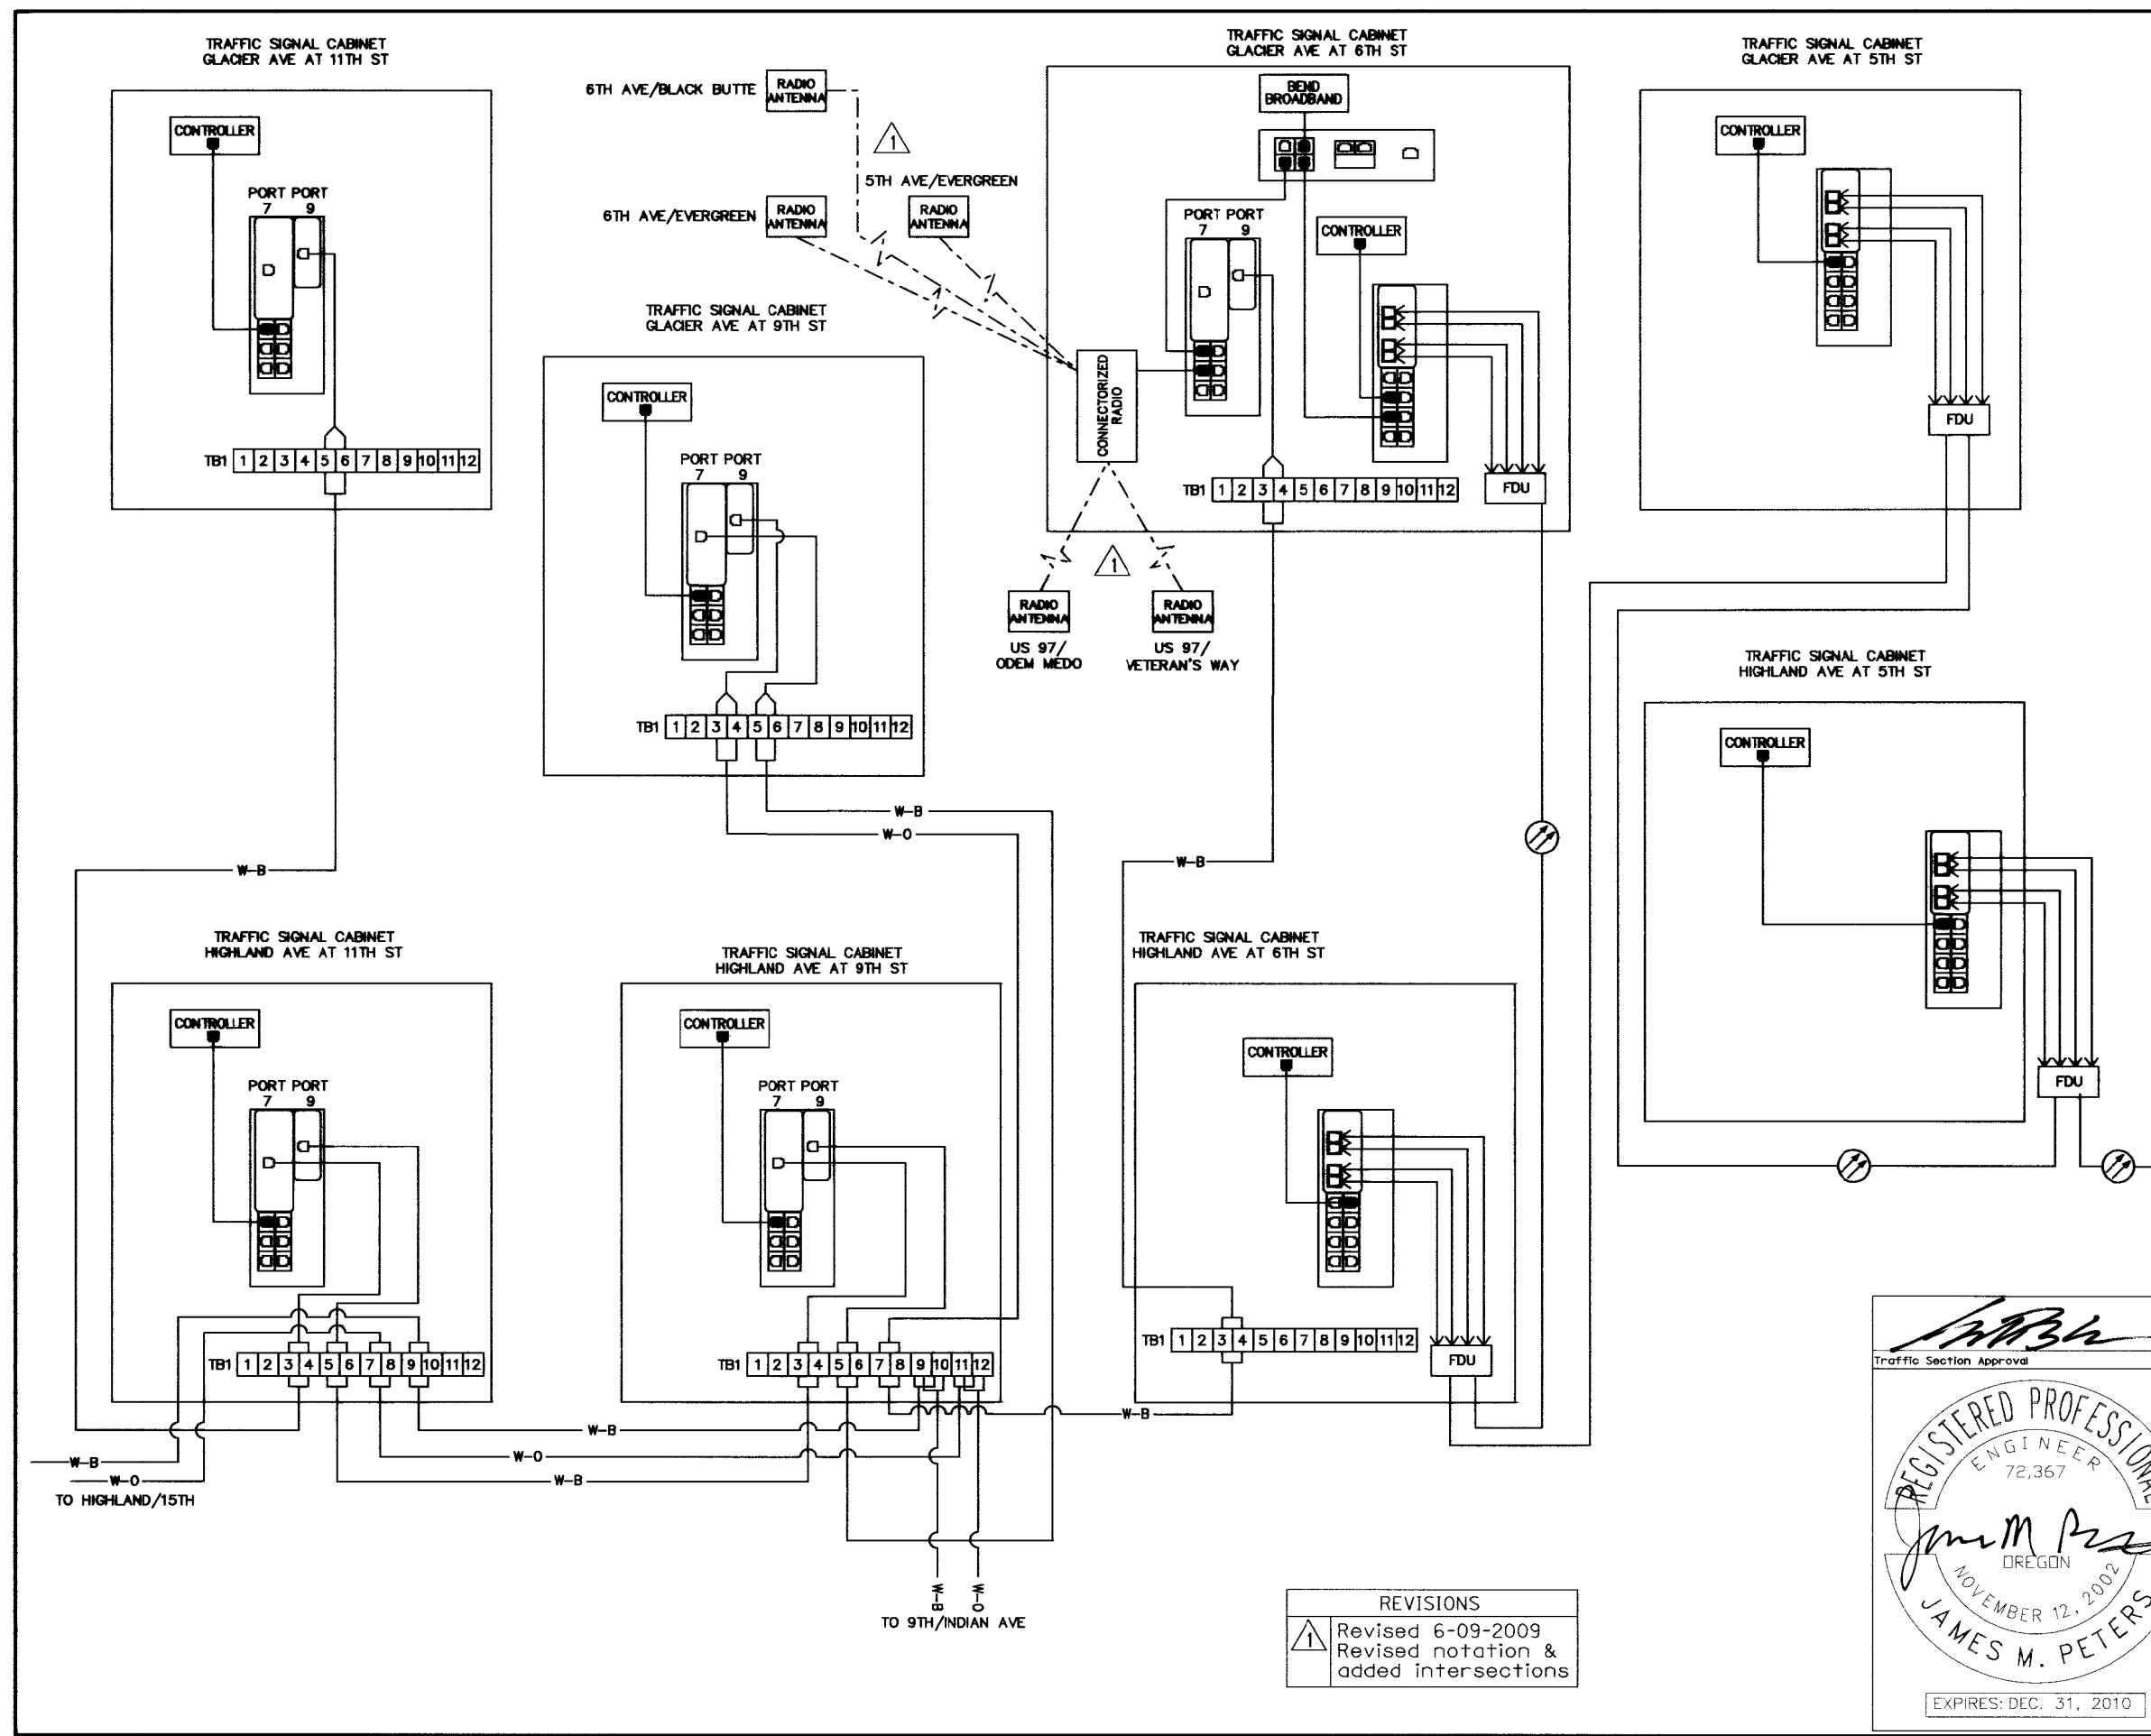 TRAFFIC SIGNAL CABINET
GLACIER AVE AT 11TH ST
CONTROLLER
PORT PORT
7 9
TB1 1 2 3 4 5 6 7 8 9 10 11 12
W-B
6TH AVE/BLACK BUTTE
RADIO
ANTENNA
1
5TH AVE/EVERGREEN
RADIO
ANTENNA
6TH AVE/EVERGREEN
RADIO
ANTENNA
TRAFFIC SIGNAL CABINET
GLACIER AVE AT 9TH ST
CONTROLLER
PORT PORT
7 9
TB1 1 2 3 4 5 6 7 8 9 10 11 12
W-B
W-O
TRAFFIC SIGNAL CABINET
GLACIER AVE AT 6TH ST
BEND
BROADBAND
PORT PORT
7 9
CONTROLLER
CONNECTORIZED
RADIO
TB1 1 2 3 4 5 6 7 8 9 10 11 12
FDU
1
RADIO
ANTENNA
US 97/
ODEM MEDO
RADIO
ANTENNA
US 97/
VETERAN'S WAY
W-B
TRAFFIC SIGNAL CABINET
GLACIER AVE AT 5TH ST
CONTROLLER
FDU
TRAFFIC SIGNAL CABINET
HIGHLAND AVE AT 5TH ST
CONTROLLER
FDU
TRAFFIC SIGNAL CABINET
HIGHLAND AVE AT 11TH ST
CONTROLLER
PORT PORT
7 9
TB1 1 2 3 4 5 6 7 8 9 10 11 12
W-B
W-O
TO HIGHLAND/15TH
W-B
W-O
W-B
TRAFFIC SIGNAL CABINET
HIGHLAND AVE AT 9TH ST
CONTROLLER
PORT PORT
7 9
TB1 1 2 3 4 5 6 7 8 9 10 11 12
W-B
W-B
W-O
TO 9TH/INDIAN AVE
TRAFFIC SIGNAL CABINET
HIGHLAND AVE AT 6TH ST
CONTROLLER
TB1 1 2 3 4 5 6 7 8 9 10 11 12
FDU
REVISIONS
1 Revised 6-09-2009
Revised notation &
added intersections
Traffic Section Approval
REGISTERED PROFESSIONAL
ENGINEER
72,367
OREGON
NOVEMBER 12, 2002
JAMES M. PETERS
EXPIRES: DEC. 31, 2010